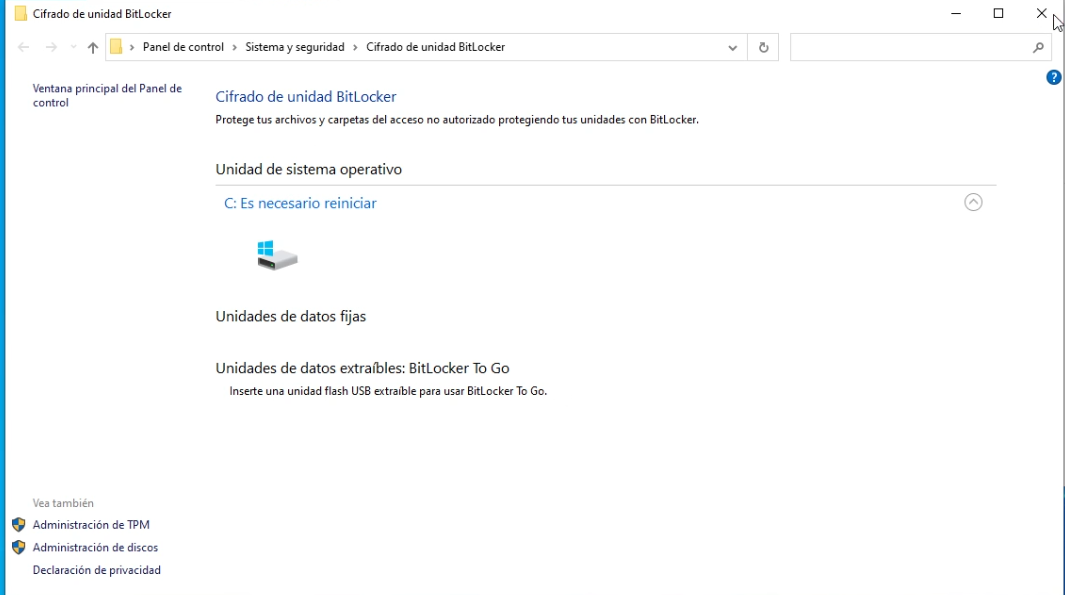 Cifrado de unidad BitLocker
Panel de control › Sistema y seguridad › Cifrado de unidad BitLocker
Ventana principal del Panel de
control
Cifrado de unidad BitLocker
Protege tus archivos y carpetas del acceso no autorizado protegiendo tus unidades con BitLocker.
Unidad de sistema operativo
C: Es necesario reiniciar
Unidades de datos fijas
Unidades de datos extraíbles: BitLocker To Go
Inserte una unidad flash USB extraíble para usar BitLocker To Go.
Vea también
Administración de TPM
Administración de discos
Declaración de privacidad